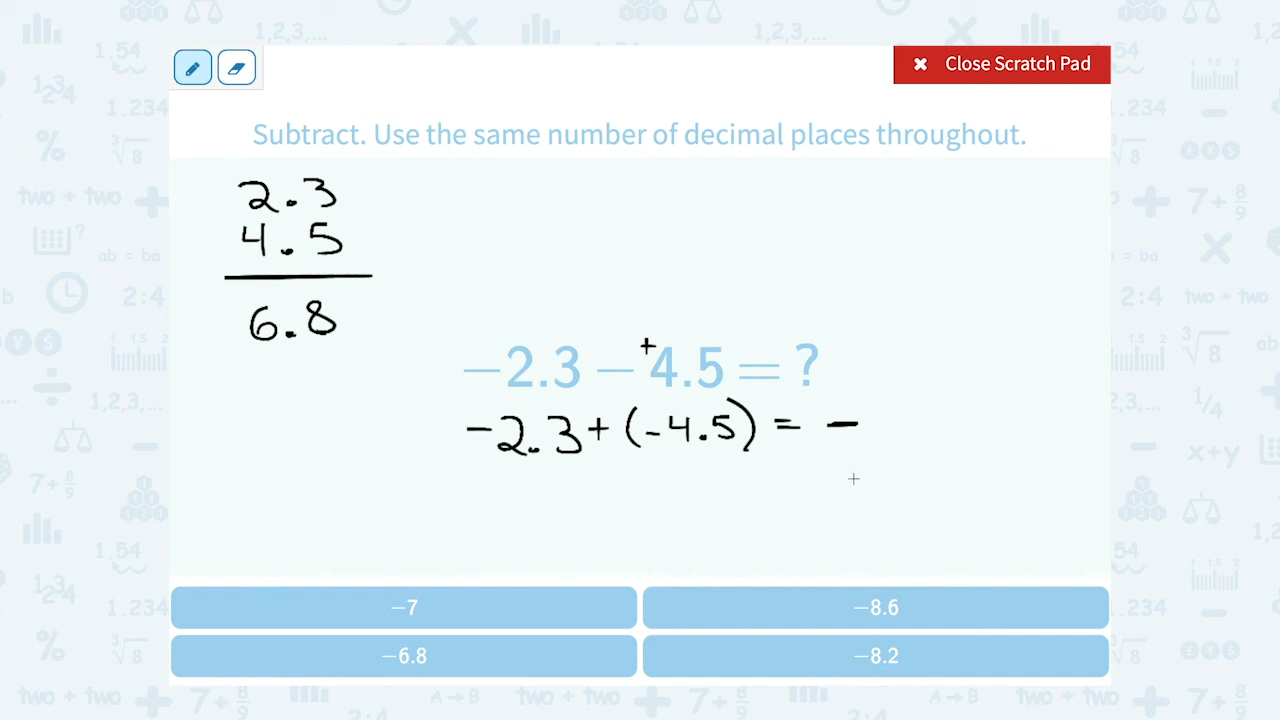 Close Scratch Pad
Subtract. Use the same number of decimal places throughout.
2.3
4.5
6.8
+
−2.3 − 4.5 = ?
-2.3 + (-4.5) = -
−7
−8.6
−6.8
−8.2